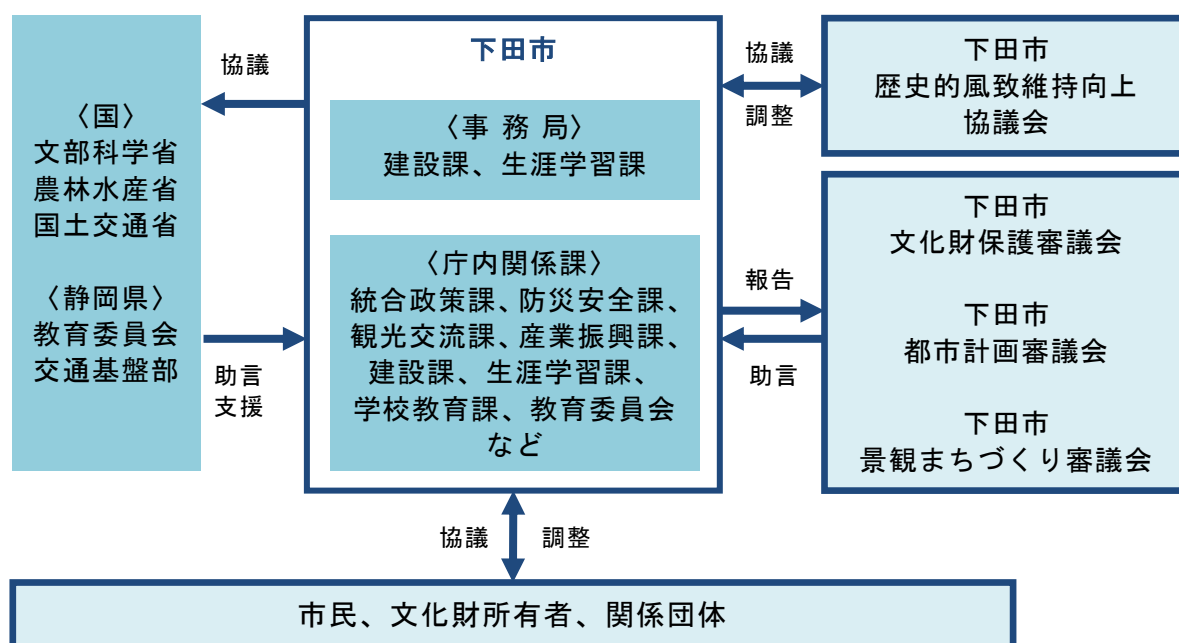 〈国〉
文部科学省
農林水産省
国土交通省
〈静岡県〉
教育委員会
交通基盤部
協議
助言
支援
下田市
〈事 務 局〉
建設課、生涯学習課
〈庁内関係課〉
統合政策課、防災安全課、
観光交流課、産業振興課、
建設課、生涯学習課、
学校教育課、教育委員会
など
協議
調整
報告
助言
下田市
歴史的風致維持向上
協議会
下田市
文化財保護審議会
下田市
都市計画審議会
下田市
景観まちづくり審議会
協議 調整
市民、文化財所有者、関係団体